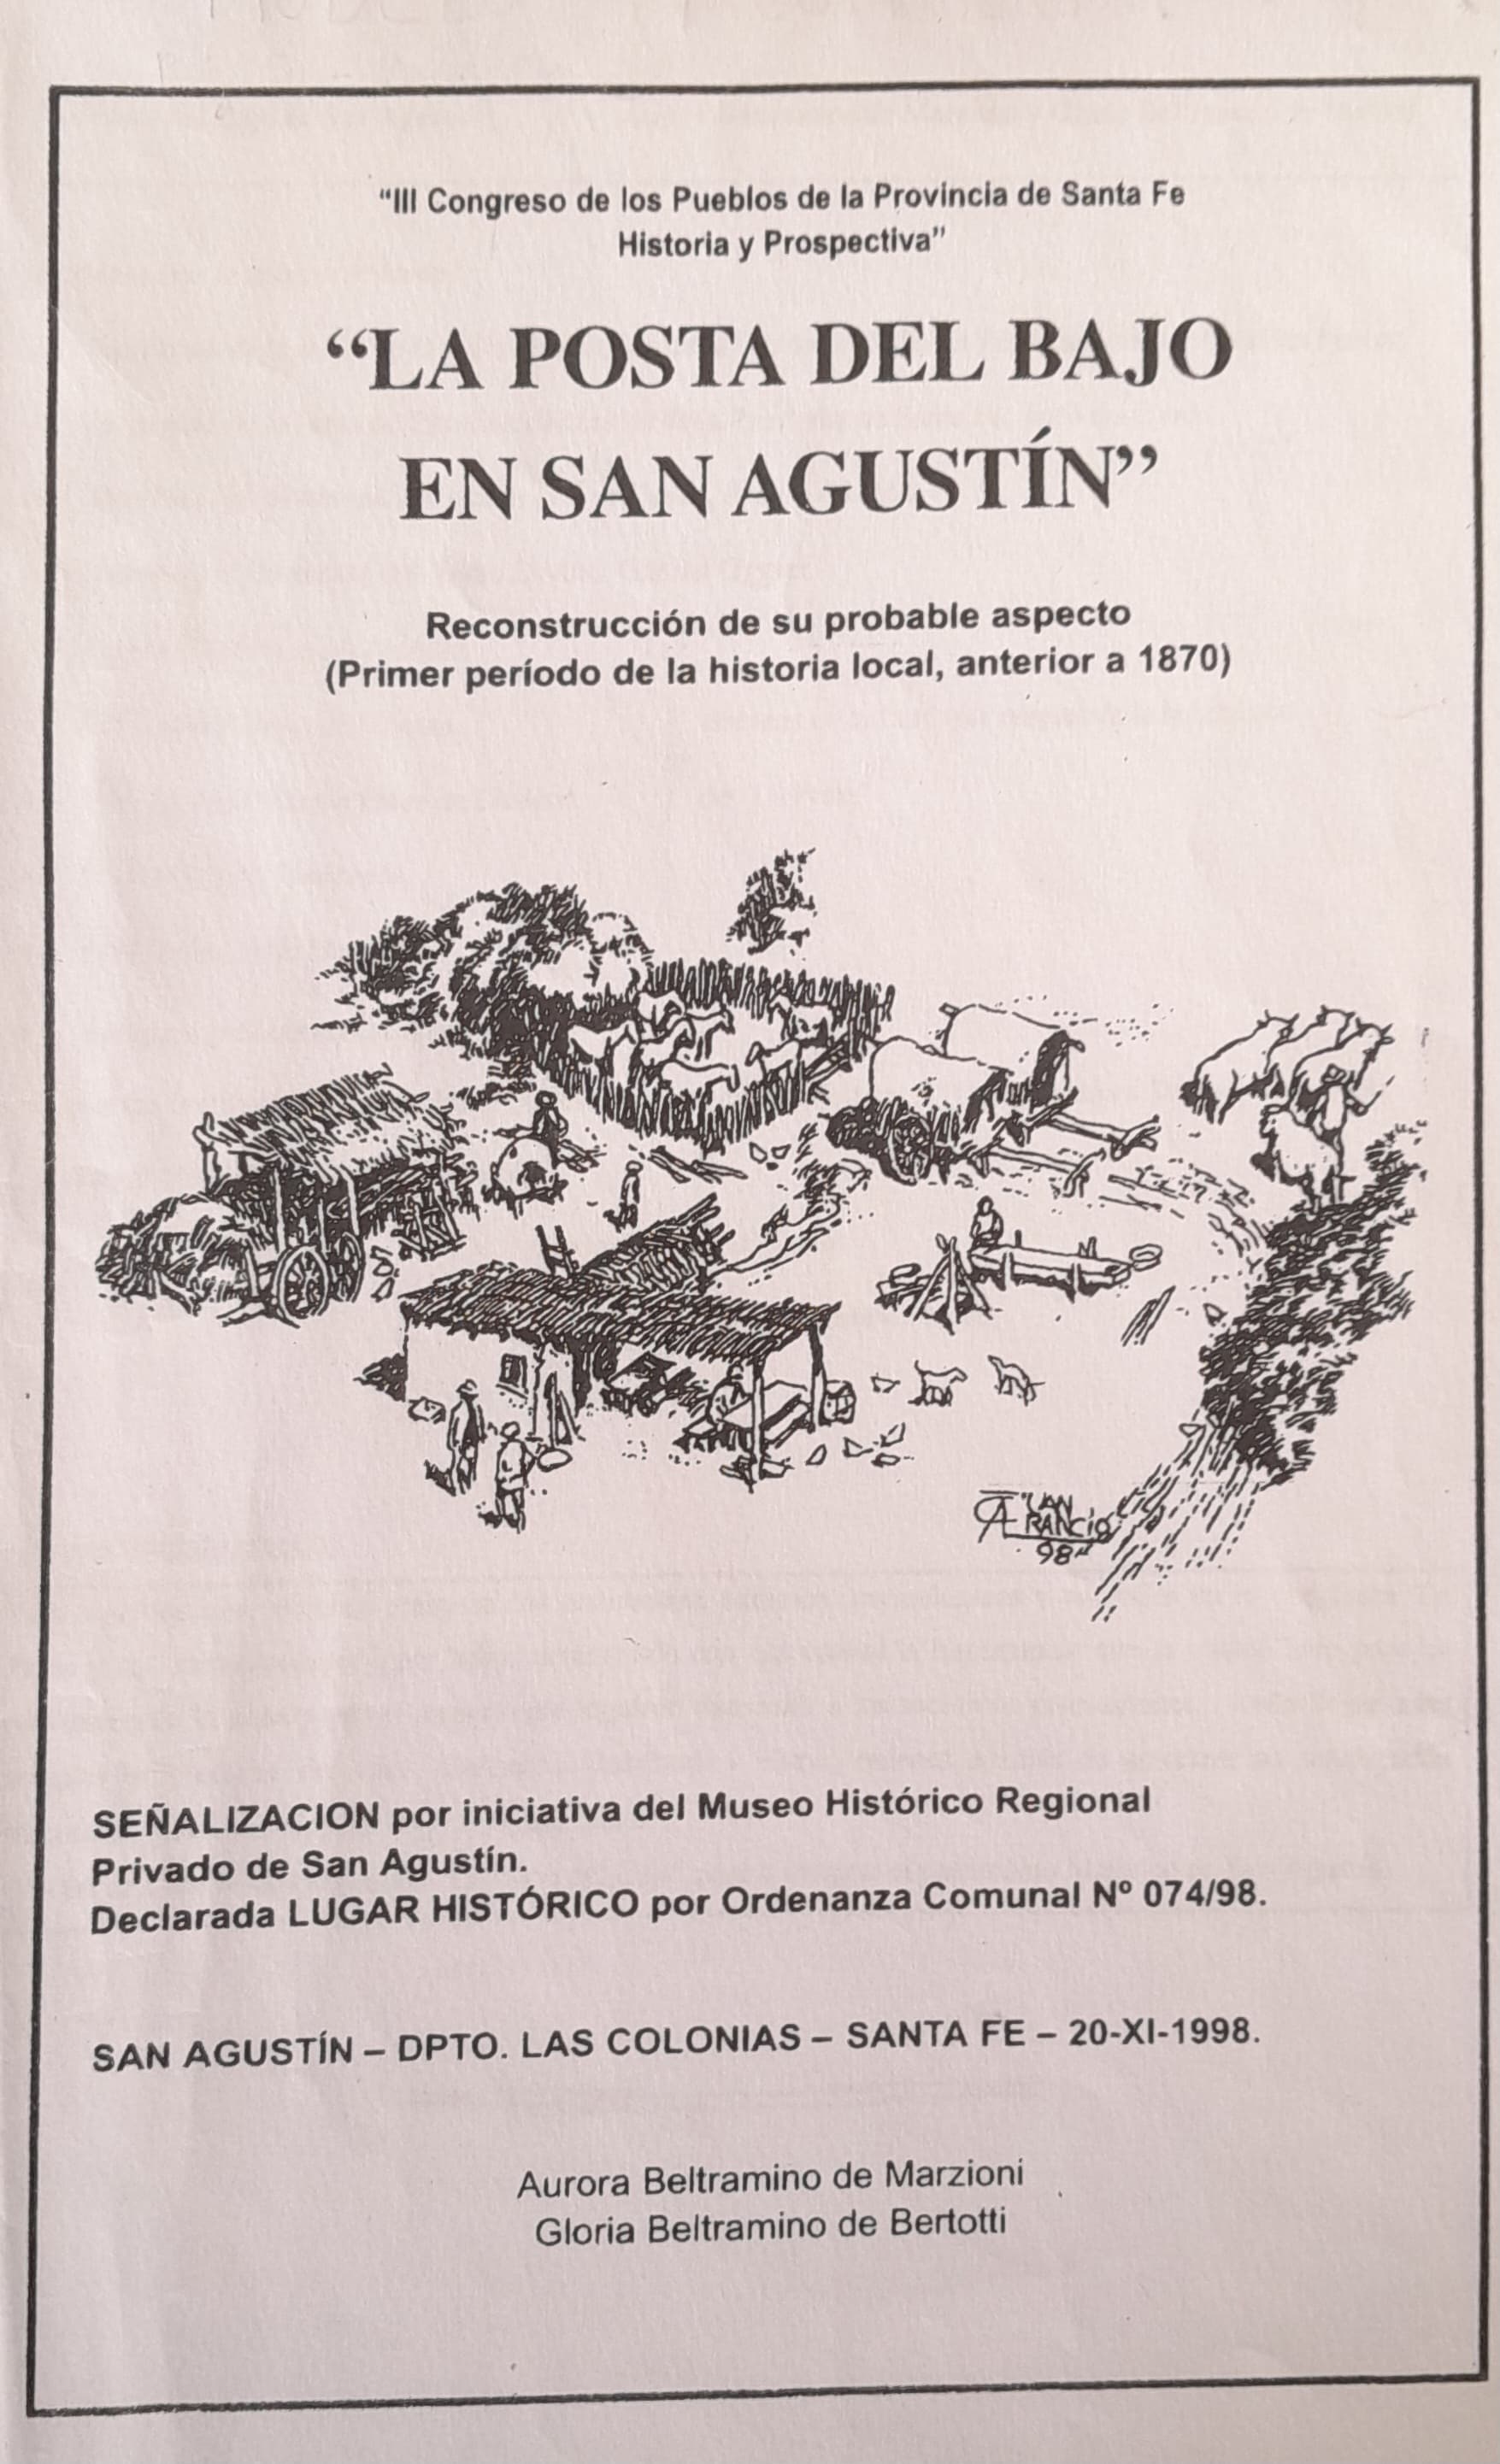 “III Congreso de los Pueblos de la Provincia de Santa Fe
Historia y Prospectiva”
“LA POSTA DEL BAJO
EN SAN AGUSTÍN”
Reconstrucción de su probable aspecto
(Primer período de la historia local, anterior a 1870)
98
SEÑALIZACION por iniciativa del Museo Histórico Regional
Privado de San Agustín.
Declarada LUGAR HISTÓRICO por Ordenanza Comunal Nº 074/98.
SAN AGUSTÍN – DPTO. LAS COLONIAS – SANTA FE – 20-XI-1998.
Aurora Beltramino de Marzioni
Gloria Beltramino de Bertotti